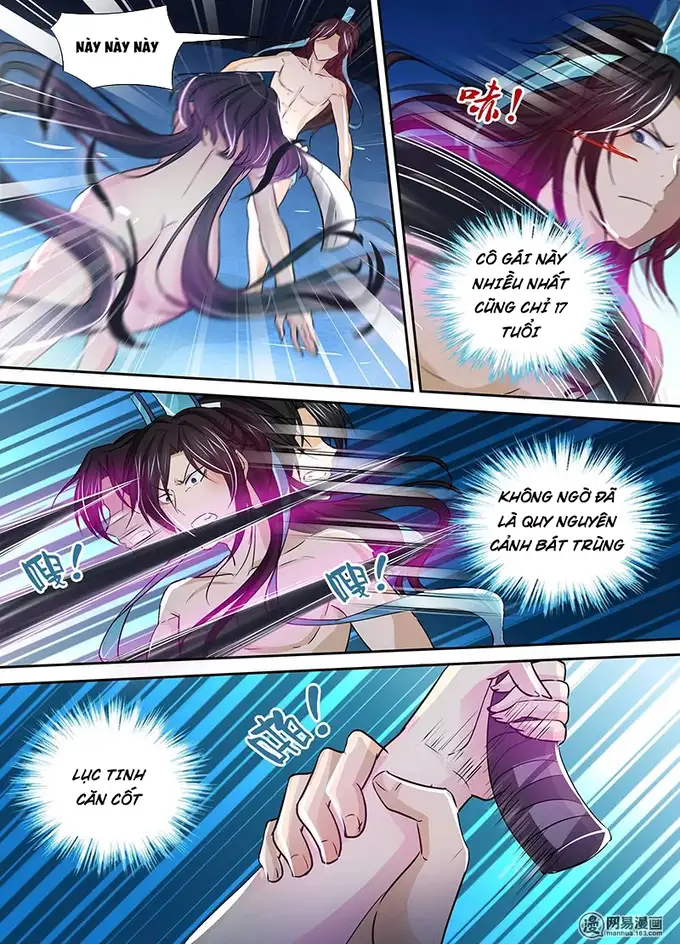 NÀY NÀY NÀY
哧!
CÔ GÁI NÀY
NHIỀU NHẤT
CŨNG CHỈ 17
TUỔI
KHÔNG NGỜ ĐÃ
LÀ QUY NGUYÊN
CẢNH BÁT TRÙNG
嗖!
嗖!
LỤC TINH
CĂN CỐT
啪!
网易漫画
manhua.163.com